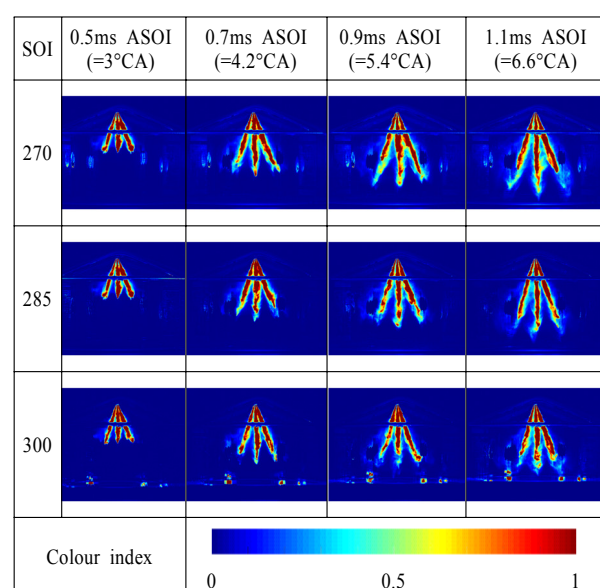 SOI 0.5ms ASOI (=3°CA) 0.7ms ASOI (=4.2°CA) 0.9ms ASOI (=5.4°CA) 1.1ms ASOI (=6.6°CA)
270
285
300
Colour index
0 0.5 1